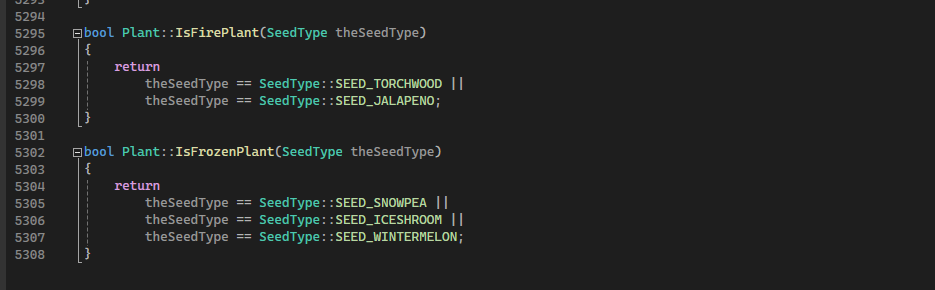 5293 }
5294
5295 bool Plant::IsFirePlant(SeedType theSeedType)
5296 {
5297 return
5298 theSeedType == SeedType::SEED_TORCHWOOD ||
5299 theSeedType == SeedType::SEED_JALAPENO;
5300 }
5301
5302 bool Plant::IsFrozenPlant(SeedType theSeedType)
5303 {
5304 return
5305 theSeedType == SeedType::SEED_SNOWPEA ||
5306 theSeedType == SeedType::SEED_ICESHROOM ||
5307 theSeedType == SeedType::SEED_WINTERMELON;
5308 }